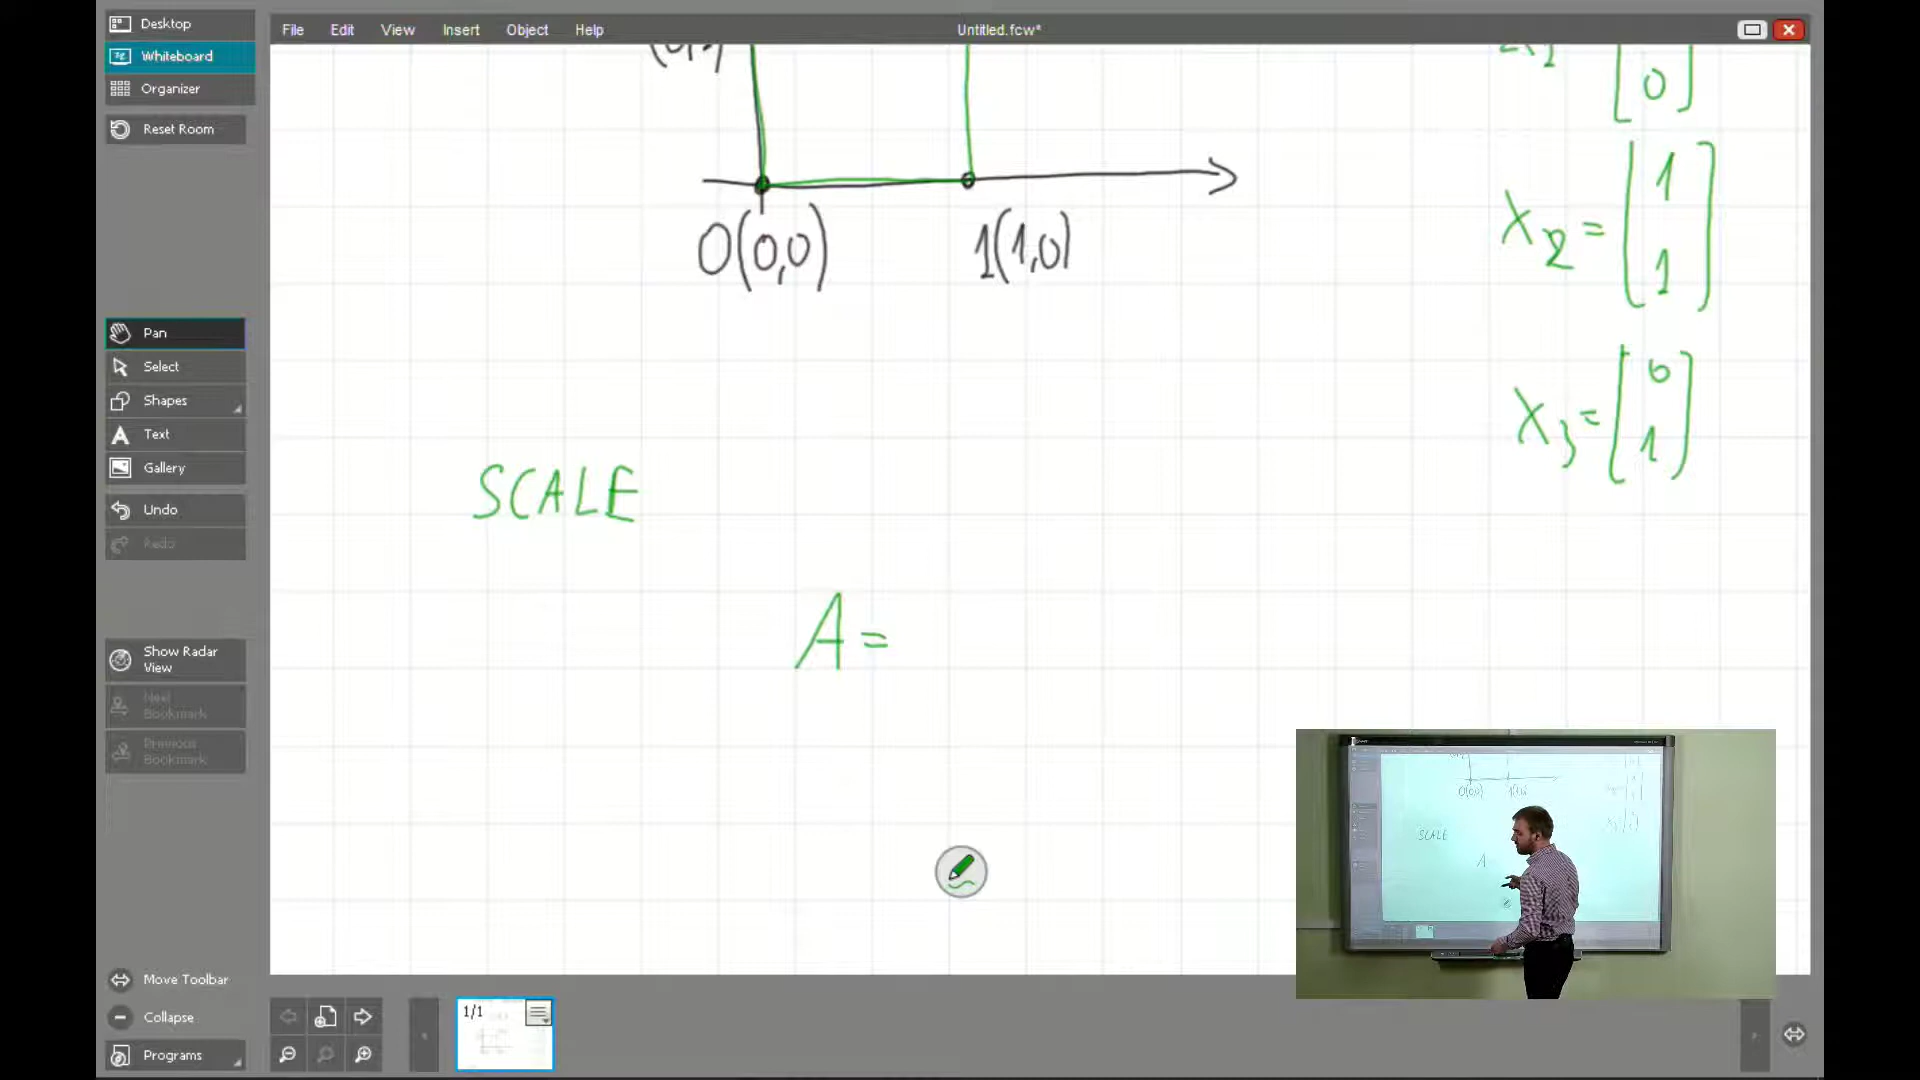 Desktop
Whiteboard
Organizer
Reset Room
File Edit View Insert Object Help
Untitled.fcw*
0
0(0,0)
1(1,0)
X2 = [1
1]
X3 = [0
1]
SCALE
A =
Pan
Select
Shapes
Text
Gallery
Undo
Redo
Show Radar
View
Next
Bookmark
Previous
Bookmark
Move Toolbar
Collapse
Programs
1/1
SCALE
A